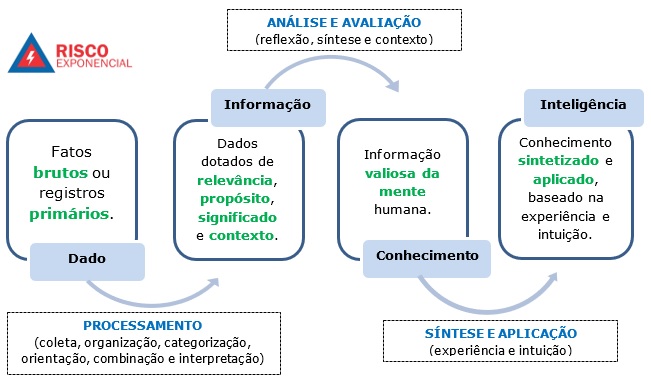 RISCO
EXPONENCIAL
ANÁLISE E AVALIAÇÃO
(reflexão, síntese e contexto)
Fatos
brutos ou
registros
primários.
Dado
Informação
Dados
dotados de
relevância,
propósito,
significado
e contexto.
Informação
valiosa da
mente
humana.
Conhecimento
Inteligência
Conhecimento
sintetizado e
aplicado,
baseado na
experiência e
intuição.
PROCESSAMENTO
(coleta, organização, categorização,
orientação, combinação e interpretação)
SÍNTESE E APLICAÇÃO
(experiência e intuição)